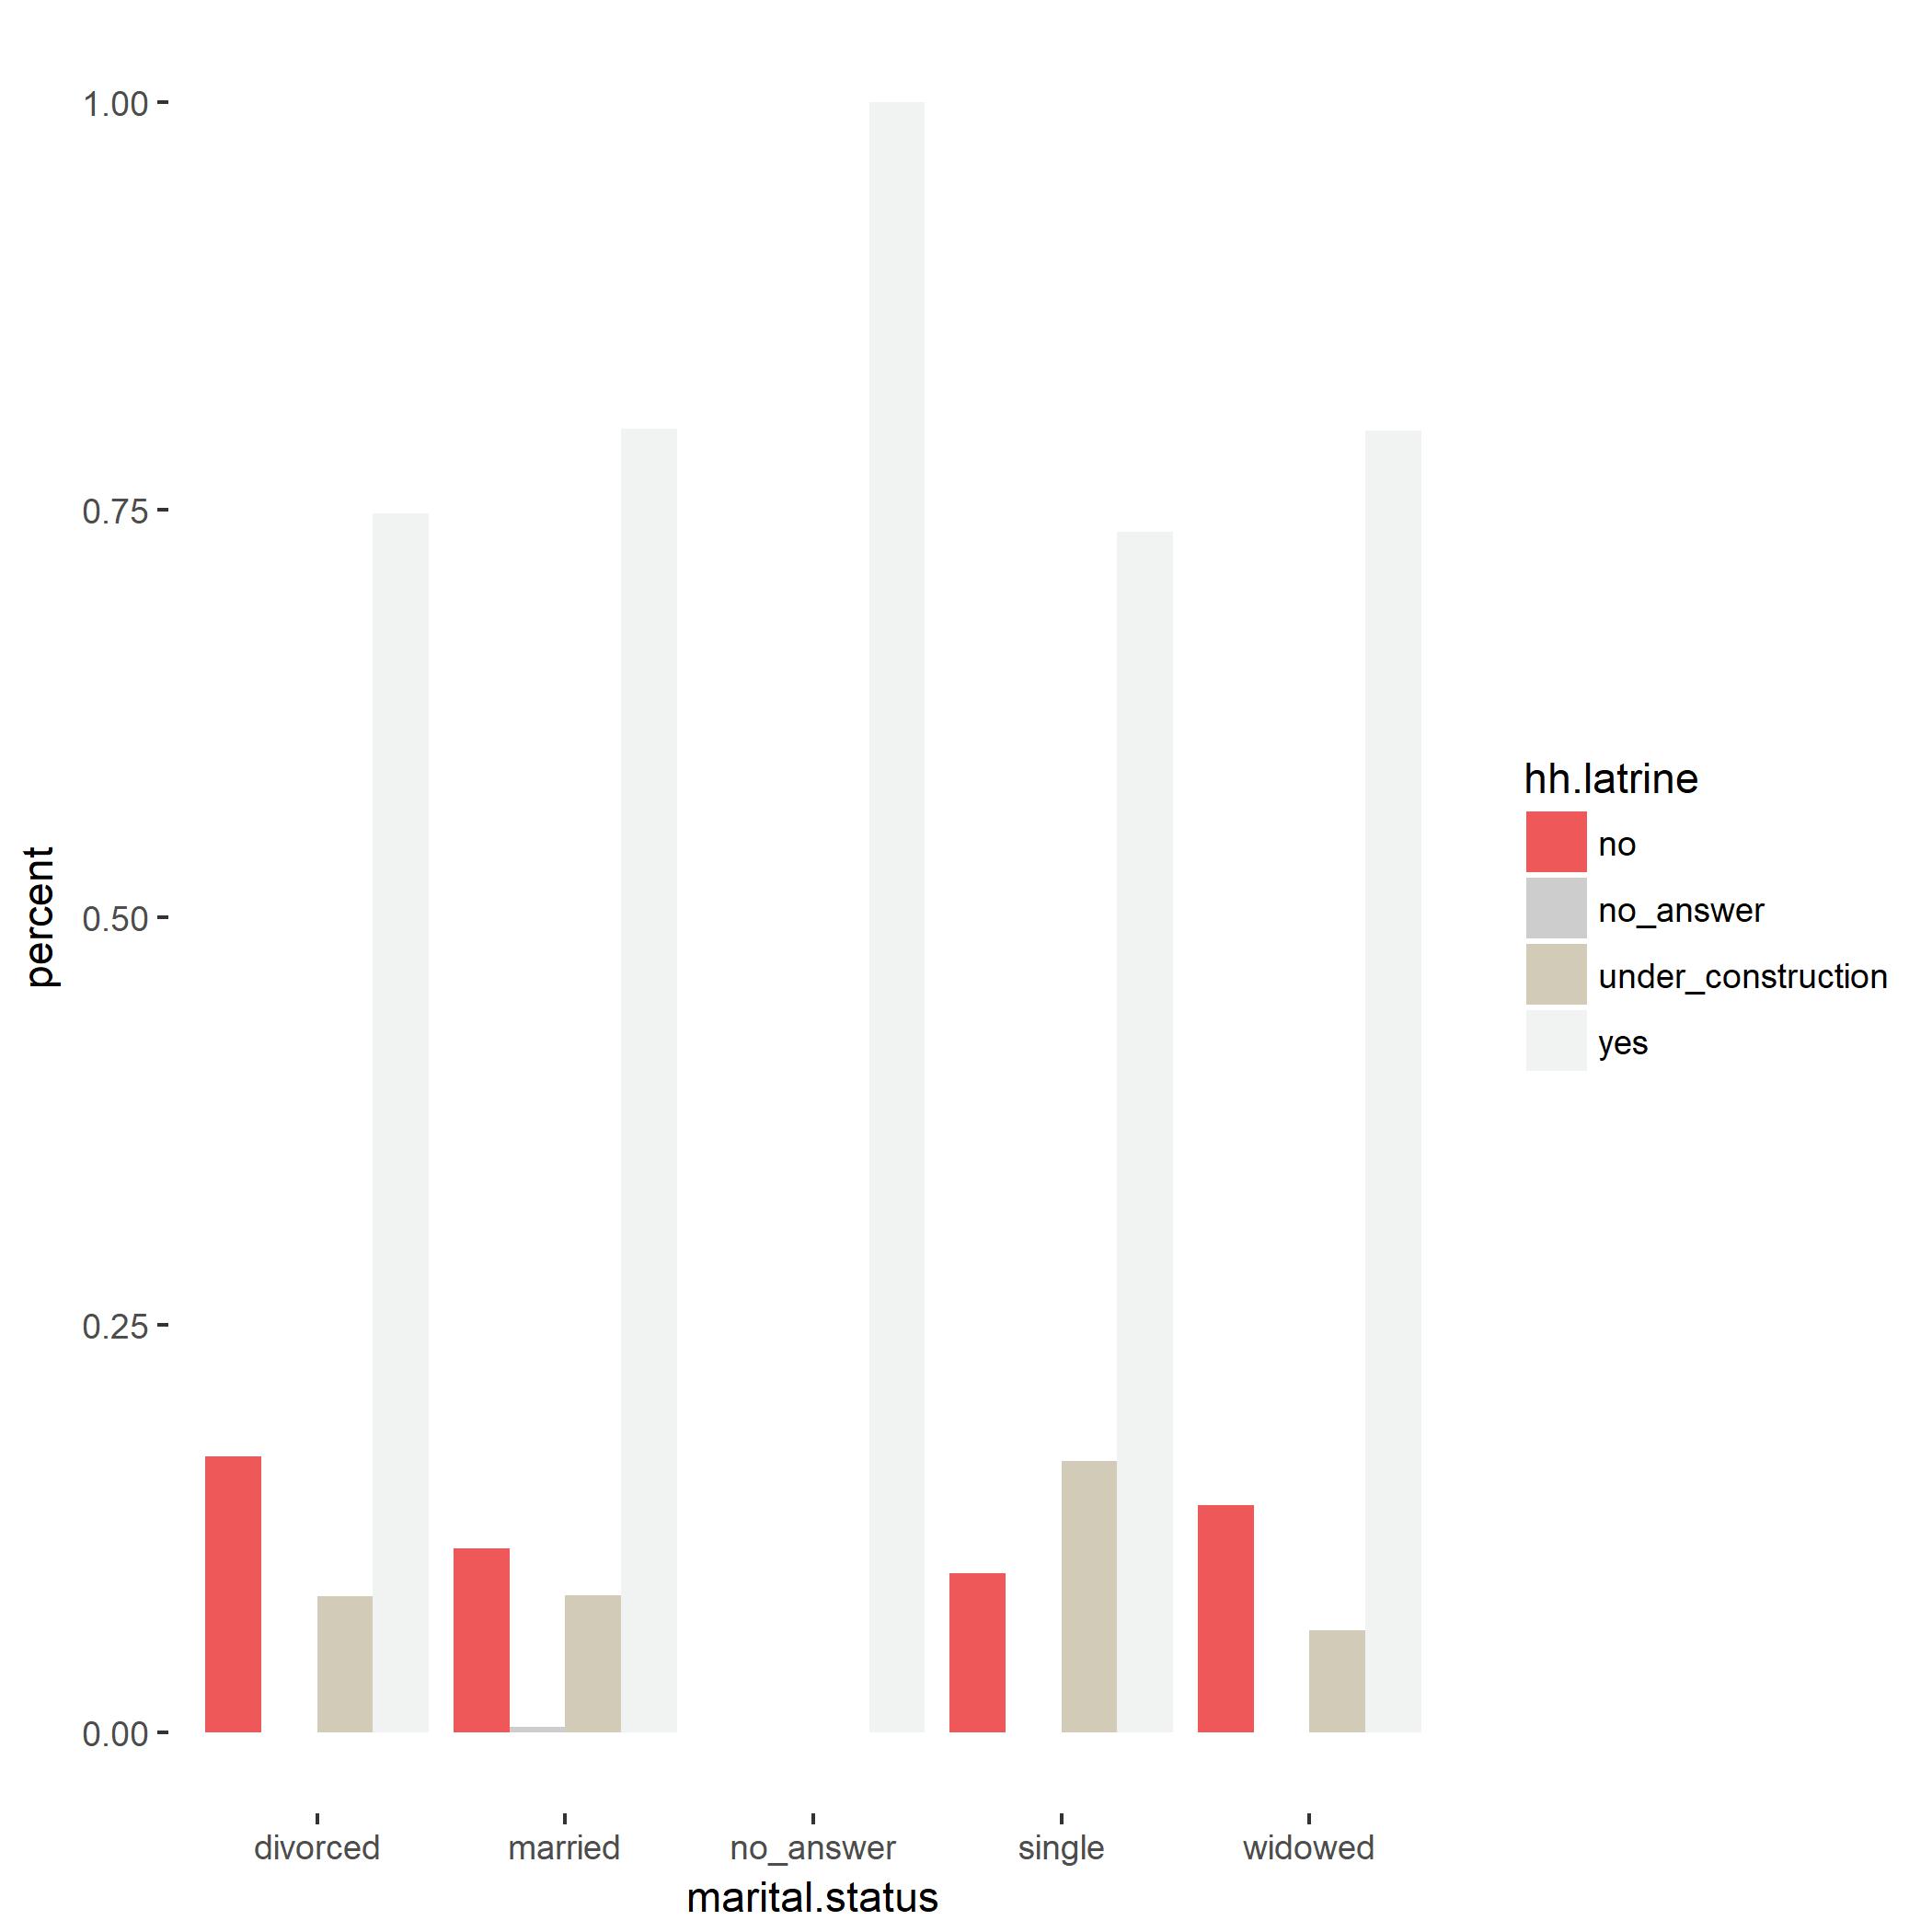 1.00
0.75
0.50
0.25
0.00
percent
divorced married no_answer single widowed
marital.status
hh.latrine
no
no_answer
under_construction
yes